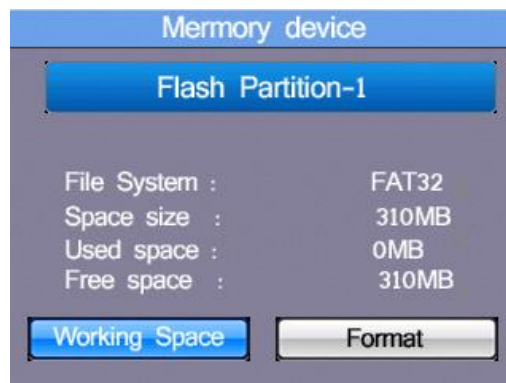 Mermory device
Flash Partition-1
File System : FAT32
Space size : 310MB
Used space : 0MB
Free space : 310MB
Working Space Format